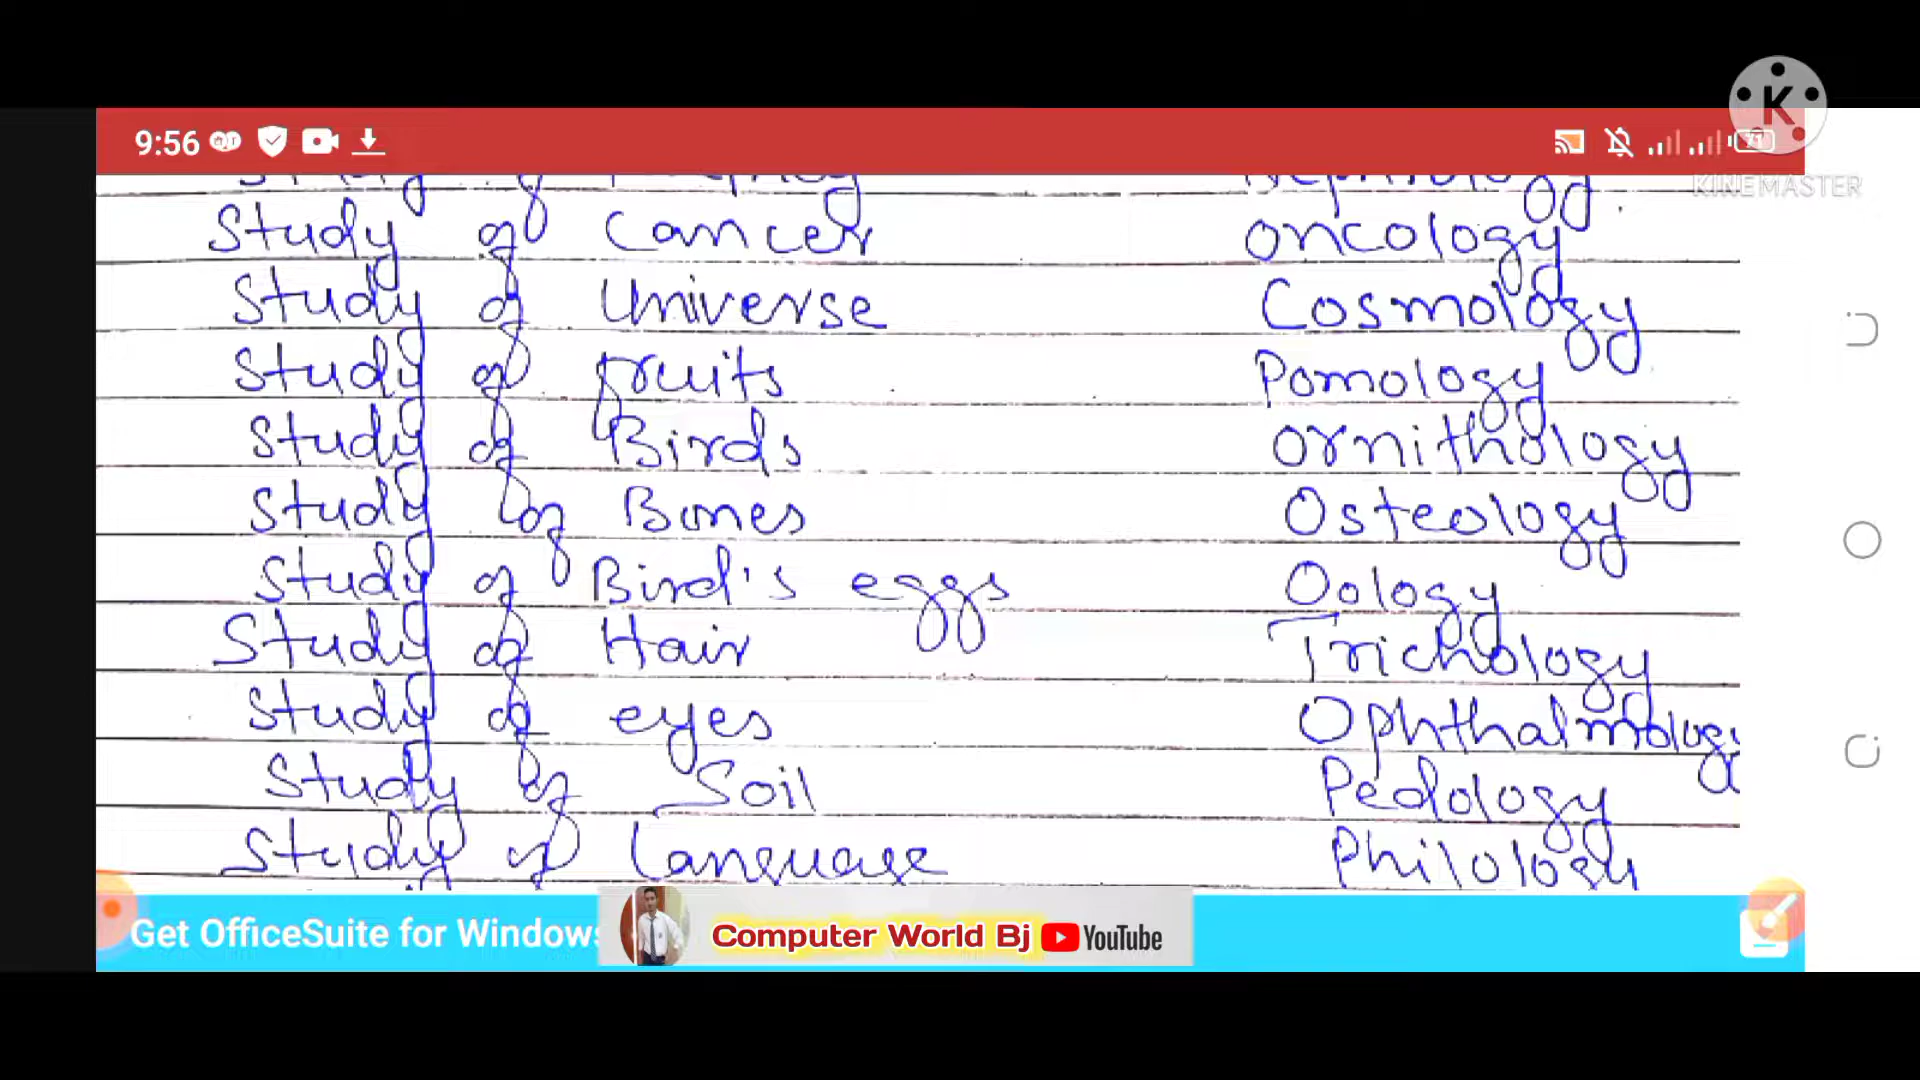 9:56
71
K
KINEMASTER
Study of Cancer Oncology
Study of Universe Cosmology
Study of fruits Pomology
Study of Birds Ornithology
Study of Bones Osteology
Study of Bird's eggs Oology
Study of Hair Trichology
Study of eyes Ophthalmology
Study of Soil Pedology
Study of Language Philology
Get OfficeSuite for Windows
Computer World Bj YouTube